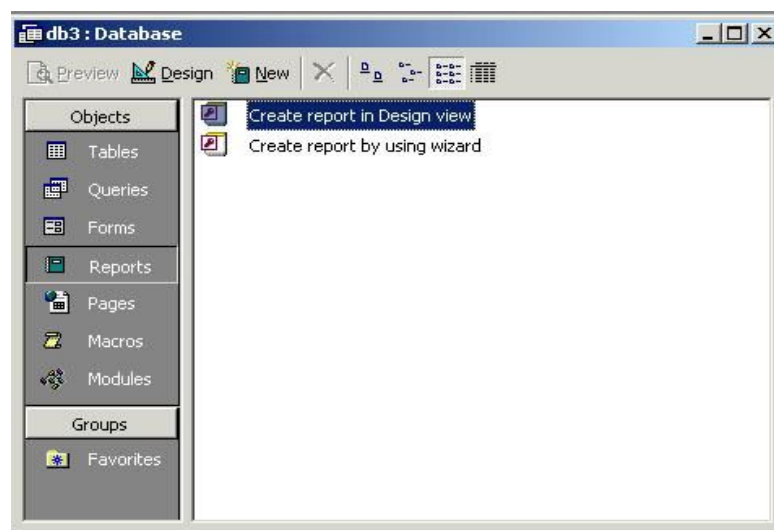 db3 : Database
Preview Design New
Objects
Tables
Queries
Forms
Reports
Pages
Macros
Modules
Groups
Favorites
Create report in Design view
Create report by using wizard